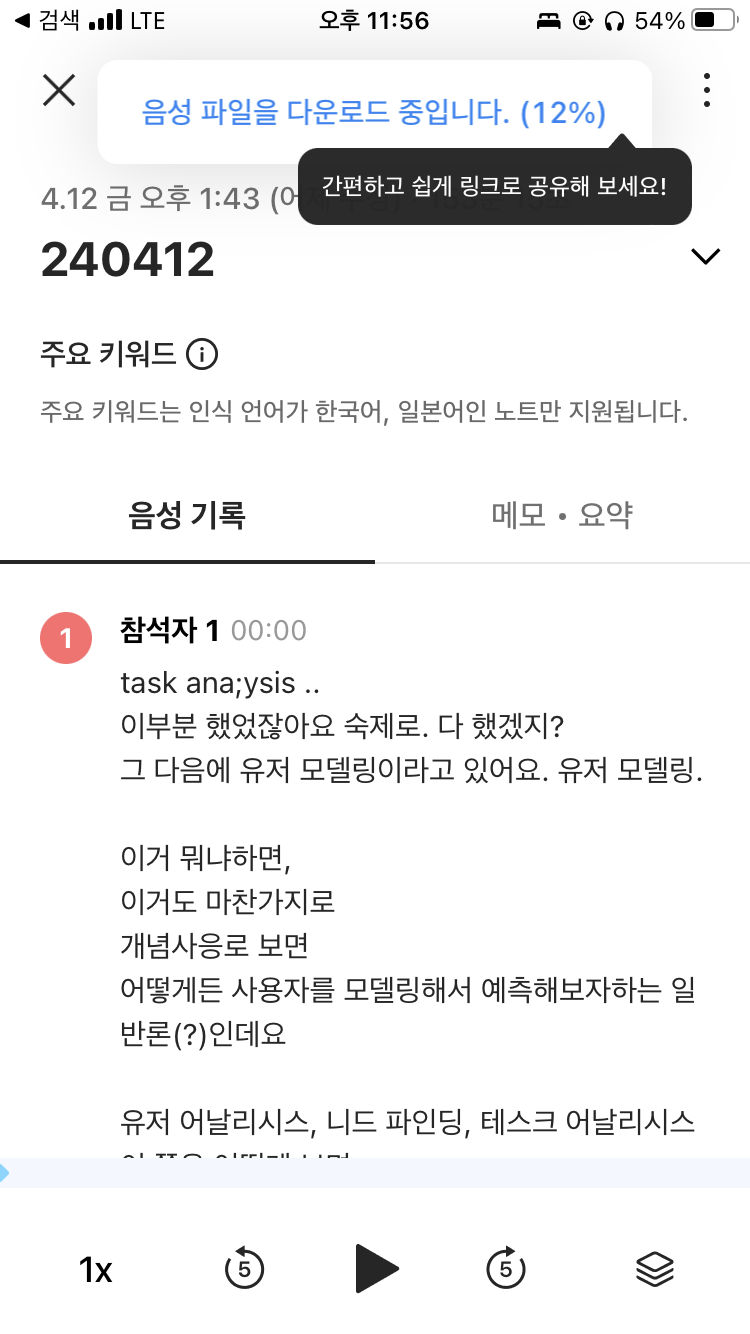 검색 LTE 오후 11:56 54%
음성 파일을 다운로드 중입니다. (12%)
간편하고 쉽게 링크로 공유해 보세요!
4.12 금 오후 1:43
240412
주요 키워드
주요 키워드는 인식 언어가 한국어, 일본어인 노트만 지원됩니다.
음성 기록
메모 • 요약
1 참석자 1 00:00
task ana;ysis ..
이부분 했었잖아요 숙제로. 다 했겠지?
그 다음에 유저 모델링이라고 있어요. 유저 모델링.
이거 뭐냐하면,
이거도 마찬가지로
개념사응로 보면
어떻게든 사용자를 모델링해서 예측해보자하는 일
반론(?)인데요
유저 어날리시스, 니드 파인딩, 테스크 어날리시스
1x 5 5